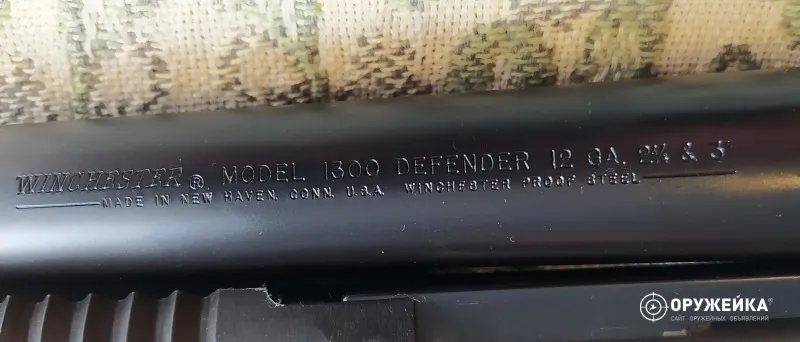 WINCHESTER® MODEL 1300 DEFENDER 12 GA. 2¾ & 3"
MADE IN NEW HAVEN. CONN. U.S.A. WINCHESTER PROOF STEEL
ОРУЖЕЙКА®
САЙТ ОРУЖЕЙНЫХ ОБЪЯВЛЕНИЙ